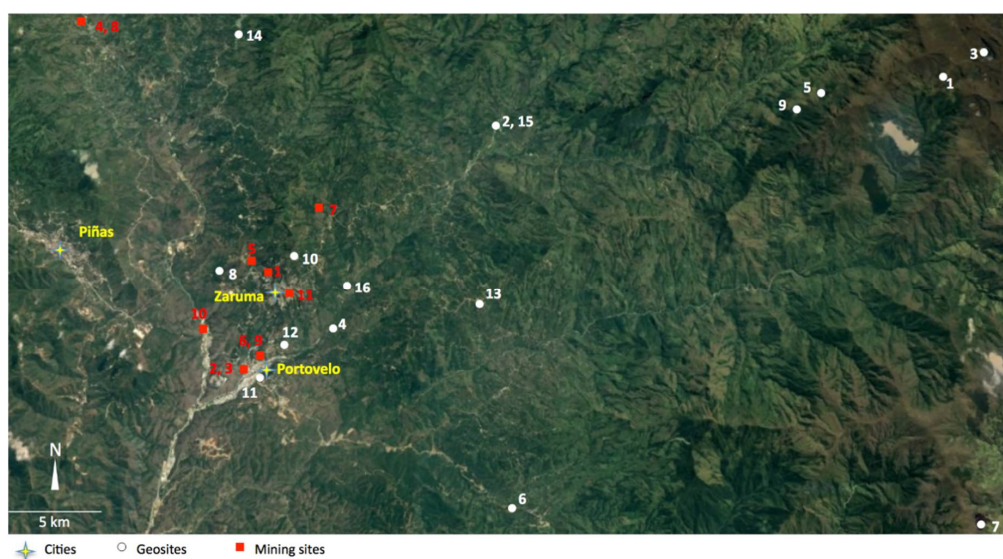 4, 8
14
3
1
5
9
2, 15
7
Piñas
5
10
8
1
Zaruma
11
16
13
10
4
12
6, 9
2, 3
Portovelo
11
N
6
5 km
7
Cities
Geosites
Mining sites